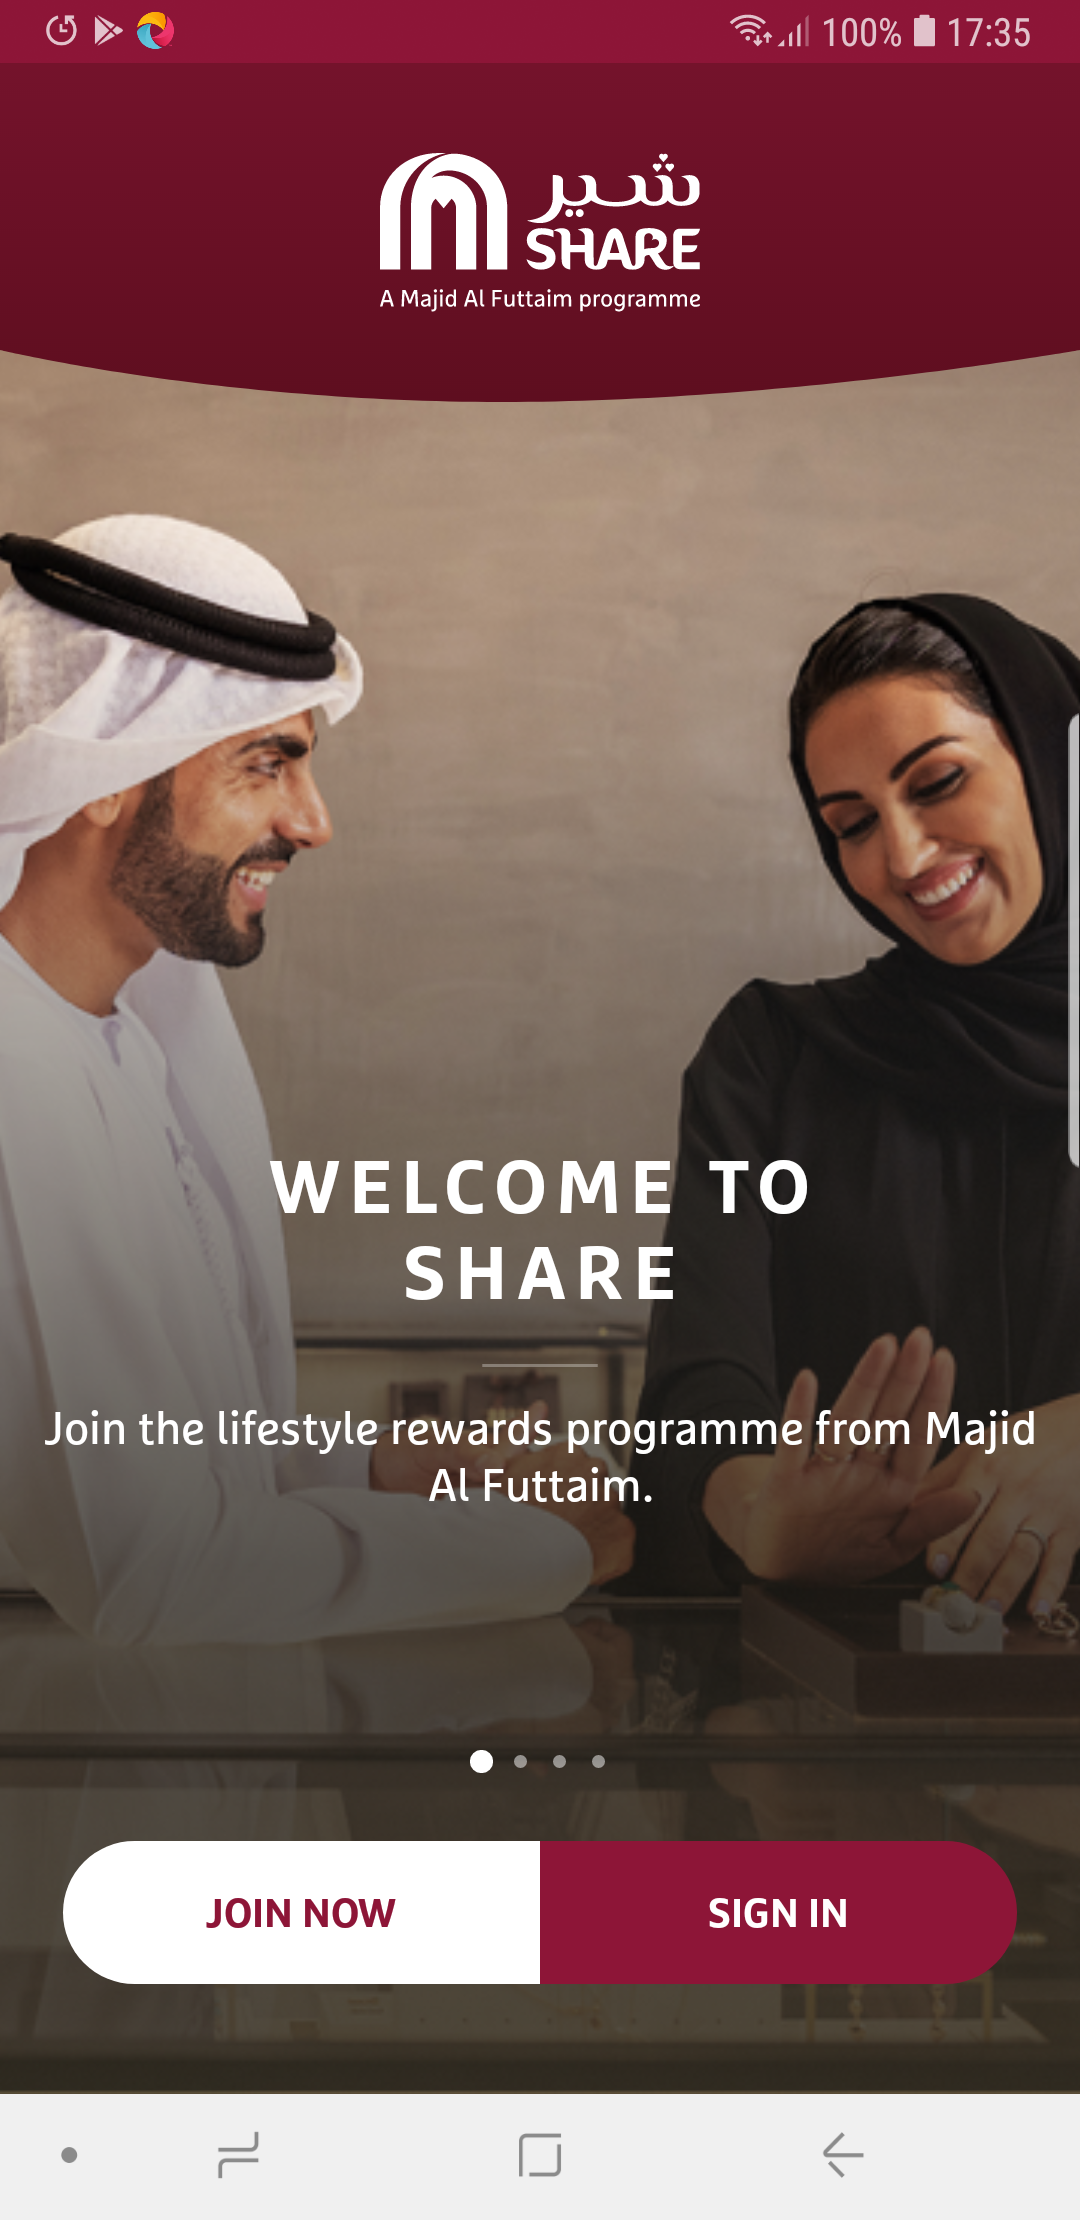 100% 17:35
شير
SHARE
A Majid Al Futtaim programme
WELCOME TO
SHARE
Join the lifestyle rewards programme from Majid
Al Futtaim.
JOIN NOW SIGN IN